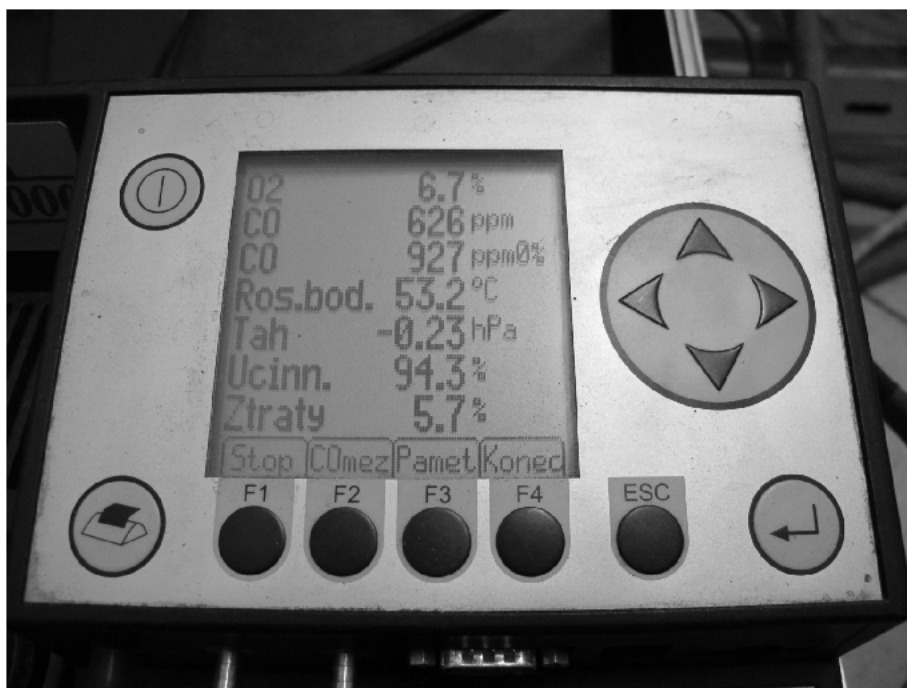 000
O2 6.7 %
CO 626 ppm
CO 927 ppm0%
Ros.bod. 53.2 °C
Tah -0.23 hPa
Ucinn. 94.3 %
Ztraty 5.7 %
Stop COmez Pamet Konec
F1 F2 F3 F4 ESC